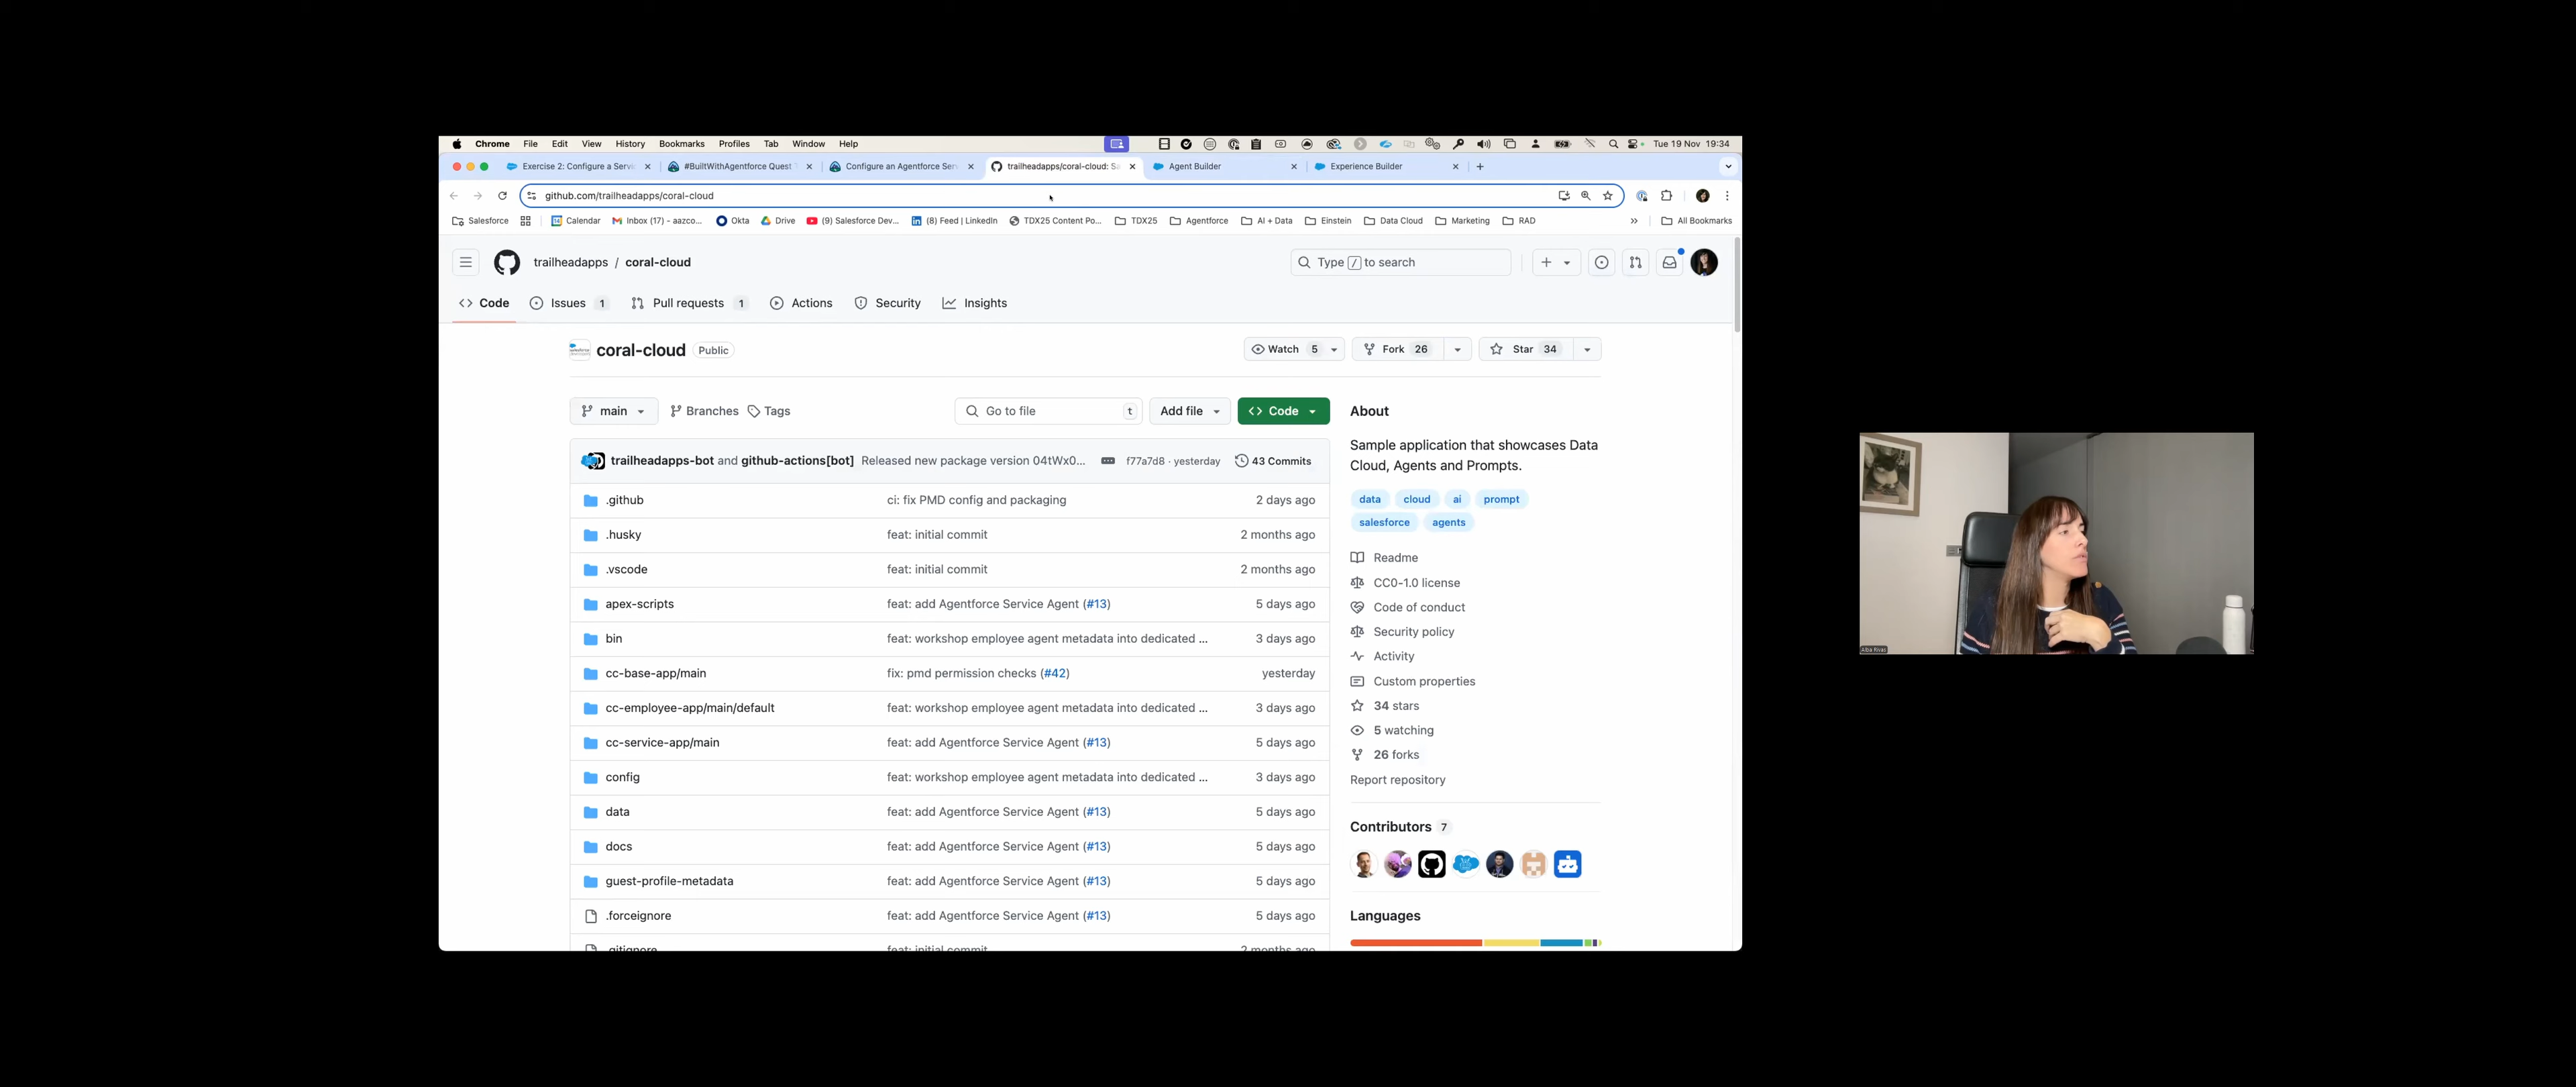 Chrome File Edit View History Bookmarks Profiles Tab Window Help Tue 19 Nov 19:34
Exercise 2: Configure a Servi #BuiltWithAgentforce Quest Configure an Agentforce Serv trailheadapps/coral-cloud: Sa Agent Builder Experience Builder
github.com/trailheadapps/coral-cloud
Salesforce Calendar Inbox (17) - aazco... Okta Drive (9) Salesforce Dev... (8) Feed | LinkedIn TDX25 Content Po... TDX25 Agentforce AI + Data Einstein Data Cloud Marketing RAD » All Bookmarks
trailheadapps / coral-cloud Type / to search
Code Issues 1 Pull requests 1 Actions Security Insights
coral-cloud Public Watch 5 Fork 26 Star 34
main Branches Tags Go to file t Add file Code
trailheadapps-bot and github-actions[bot] Released new package version 04tWx0... f77a7d8 · yesterday 43 Commits
.github ci: fix PMD config and packaging 2 days ago
.husky feat: initial commit 2 months ago
.vscode feat: initial commit 2 months ago
apex-scripts feat: add Agentforce Service Agent (#13) 5 days ago
bin feat: workshop employee agent metadata into dedicated ... 3 days ago
cc-base-app/main fix: pmd permission checks (#42) yesterday
cc-employee-app/main/default feat: workshop employee agent metadata into dedicated ... 3 days ago
cc-service-app/main feat: add Agentforce Service Agent (#13) 5 days ago
config feat: workshop employee agent metadata into dedicated ... 3 days ago
data feat: add Agentforce Service Agent (#13) 5 days ago
docs feat: add Agentforce Service Agent (#13) 5 days ago
guest-profile-metadata feat: add Agentforce Service Agent (#13) 5 days ago
.forceignore feat: add Agentforce Service Agent (#13) 5 days ago
.gitignore feat: initial commit 2 months ago
About
Sample application that showcases Data
Cloud, Agents and Prompts.
data cloud ai prompt
salesforce agents
Readme
CC0-1.0 license
Code of conduct
Security policy
Activity
Custom properties
34 stars
5 watching
26 forks
Report repository
Contributors 7
Languages
Alba Rivas